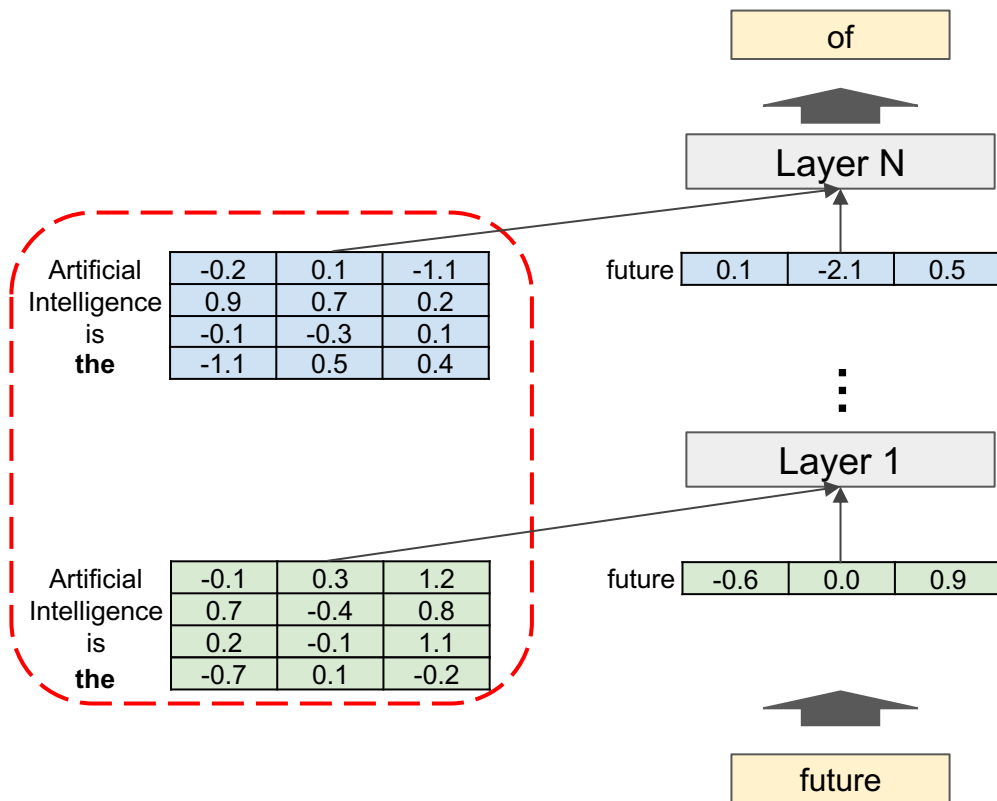 of
Layer N
Artificial -0.2 0.1 -1.1
Intelligence 0.9 0.7 0.2
is -0.1 -0.3 0.1
the -1.1 0.5 0.4
future 0.1 -2.1 0.5
Layer 1
Artificial -0.1 0.3 1.2
Intelligence 0.7 -0.4 0.8
is 0.2 -0.1 1.1
the -0.7 0.1 -0.2
future -0.6 0.0 0.9
future